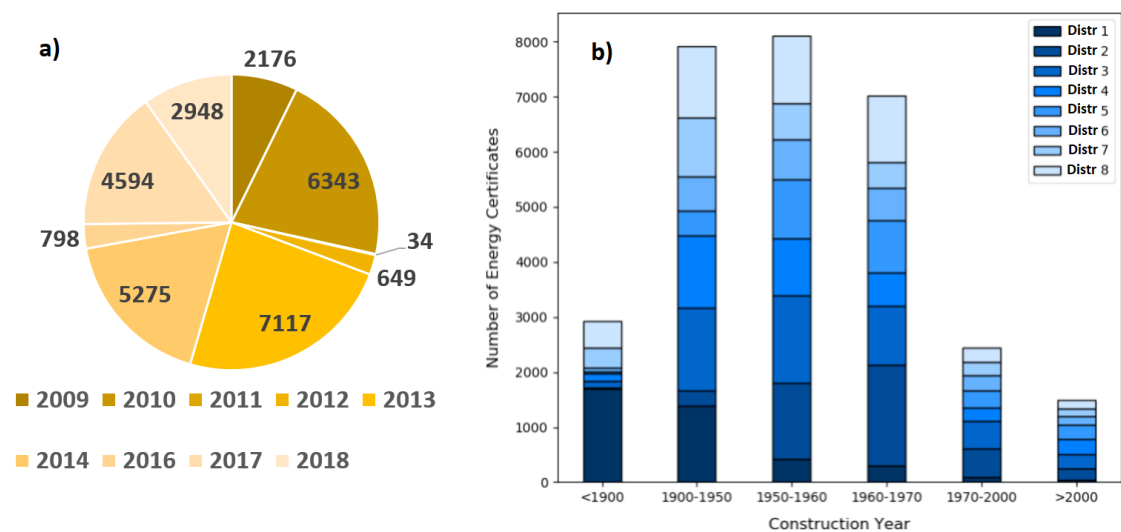 a)
2176
2948
6343
4594
34
798
649
5275
7117
2009 2010 2011 2012 2013
2014 2016 2017 2018
b)
Distr 1
Distr 2
Distr 3
Distr 4
Distr 5
Distr 6
Distr 7
Distr 8
Number of Energy Certificates
8000
7000
6000
5000
4000
3000
2000
1000
0
<1900 1900-1950 1950-1960 1960-1970 1970-2000 >2000
Construction Year